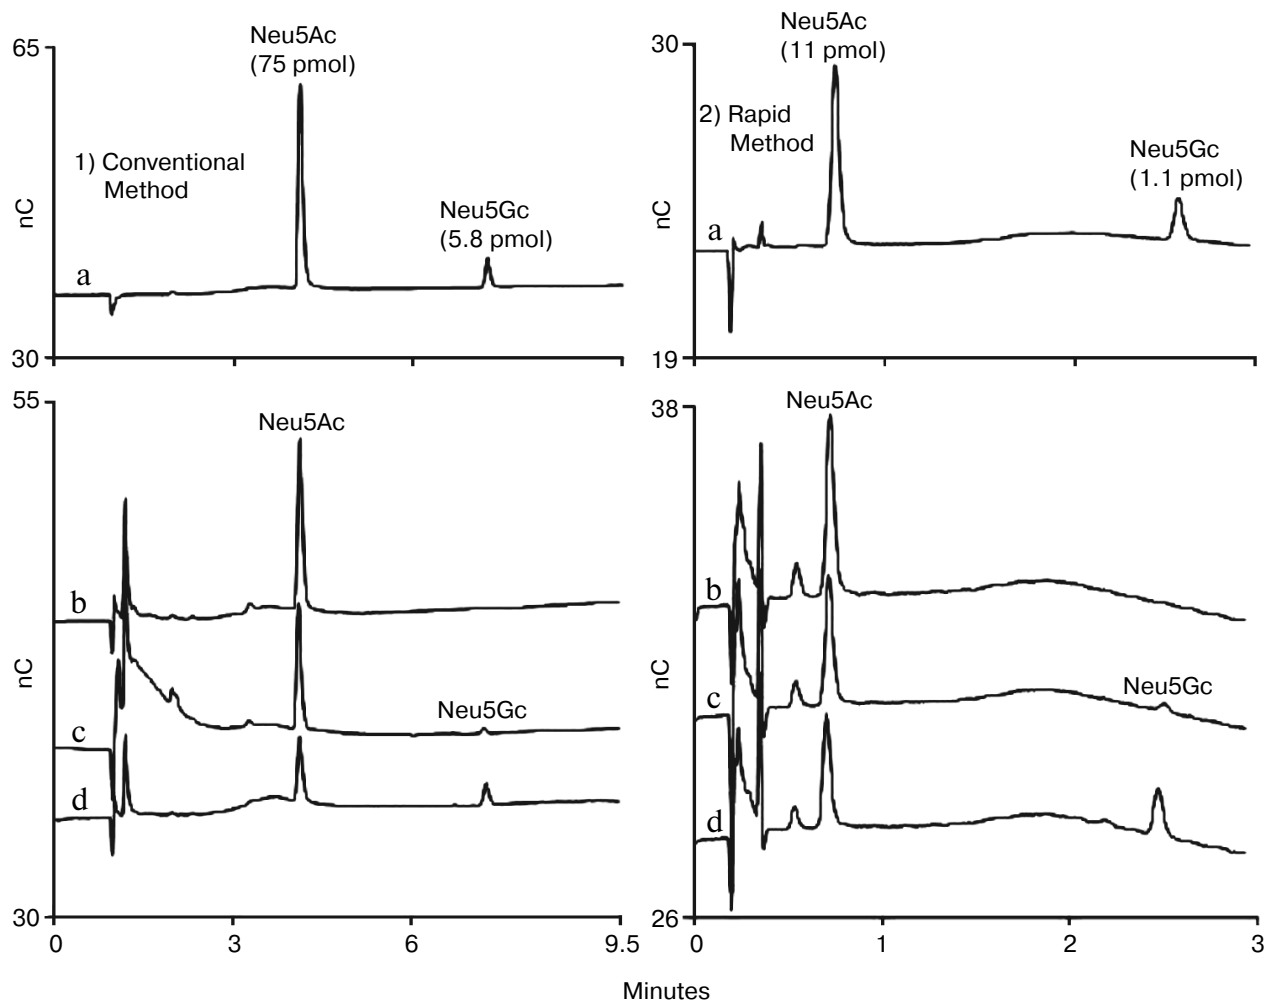 65
Neu5Ac
(75 pmol)
1) Conventional
Method
Neu5Gc
(5.8 pmol)
nC
a
30
30
Neu5Ac
(11 pmol)
2) Rapid
Method
Neu5Gc
(1.1 pmol)
nC
a
19
55
Neu5Ac
b
nC
c
Neu5Gc
d
30
0
3
6
9.5
38
Neu5Ac
b
nC
c
Neu5Gc
d
26
0
1
2
3
Minutes